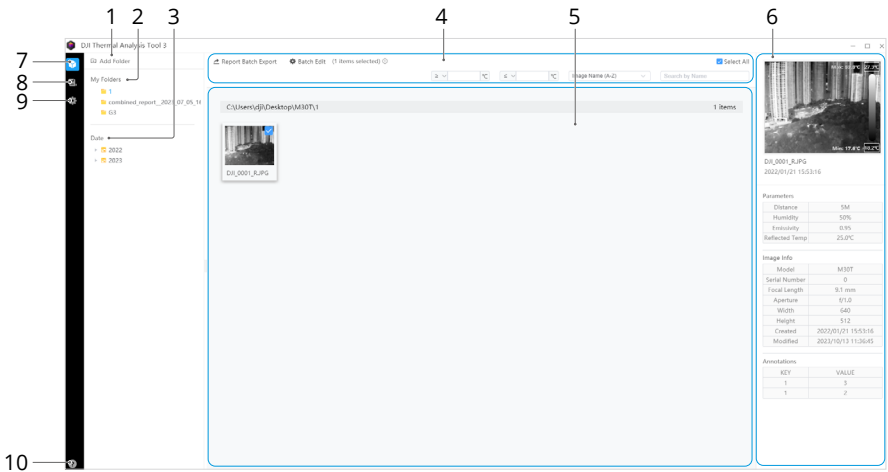 1 2 3 4 5 6
7
8
9
10
DJI Thermal Analysis Tool 3
Add Folder
My Folders
1
combined_report_2021_07_05_16
G3
Date
2022
2023
Report Batch Export Batch Edit (1 items selected)
Select All
≥ ℃ ≤ ℃ Image Name (A-Z) Search by Name
C:\Users\dji\Desktop\M30T\1 1 items
DJI_0001_R.JPG
27.3℃
Min: 17.8℃
DJI_0001_R.JPG
2022/01/21 15:53:16
Parameters
Distance 5M
Humidity 50%
Emissivity 0.95
Reflected Temp 25.0℃
Image Info
Model M30T
Serial Number 0
Focal Length 9.1 mm
Aperture f/1.0
Width 640
Height 512
Created 2022/01/21 15:53:16
Modified 2023/10/13 11:36:45
Annotations
KEY VALUE
1 3
1 2